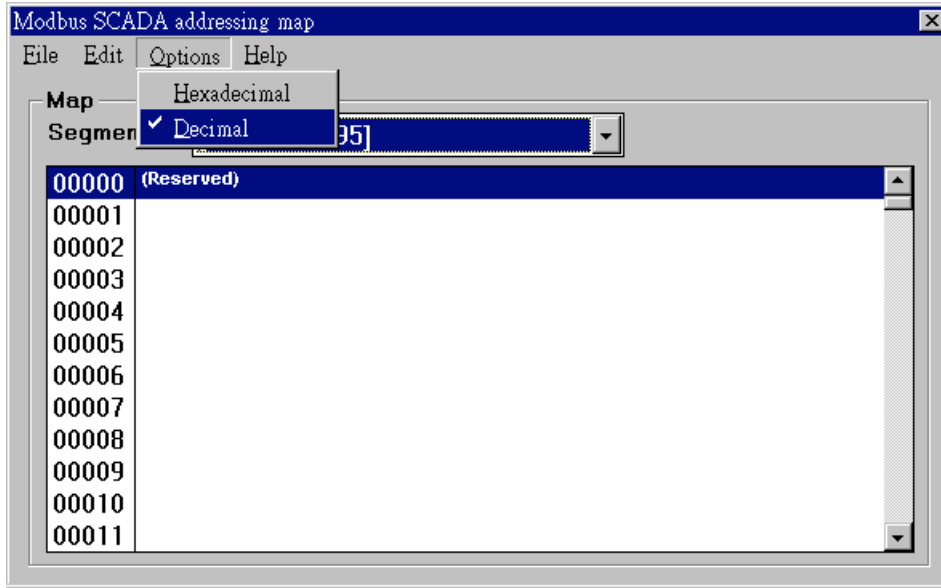 Modbus SCADA addressing map
File Edit Options Help
Hexadecimal
Decimal
Map
Segmen
95]
00000 (Reserved)
00001
00002
00003
00004
00005
00006
00007
00008
00009
00010
00011